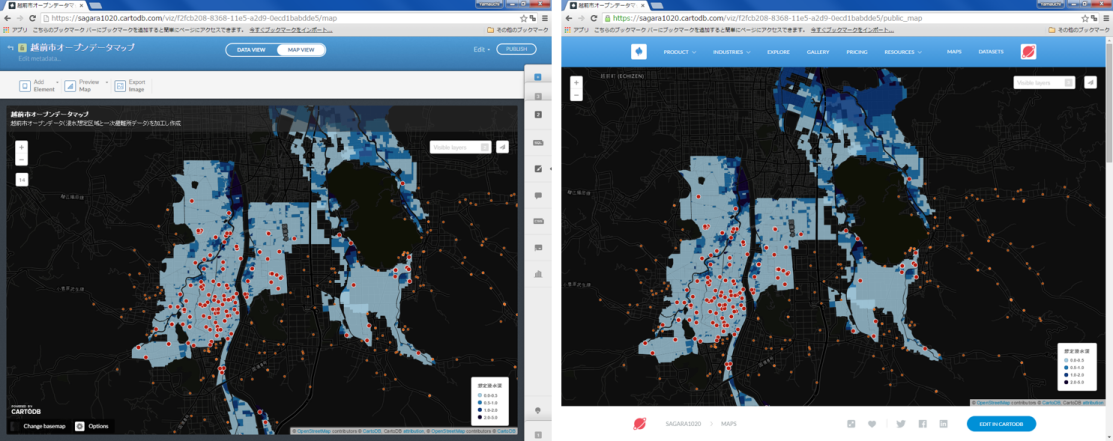 越前市オープンデータマップ
https://sagara1020.cartodb.com/viz/f2fcb208-8368-11e5-a2d9-0ecd1babdde5/map
アプリ こちらのブックマーク バーにブックマークを追加すると簡単にページにアクセスできます。 今すぐブックマークをインポート...
その他のブックマーク
越前市オープンデータマップ
Edit metadata...
DATA VIEW MAP VIEW
Edit
PUBLISH
Add Element
Preview Map
Export Image
越前市オープンデータマップ
越前市オープンデータ(浸水想定区域と一次避難所データ)を加工し作成
Visible layers
想定浸水深
0.0-0.5
0.5-1.0
1.0-2.0
2.0-5.0
POWERED BY
CARTODB
Change basemap Options
© OpenStreetMap contributors © CartoDB, CartoDB attribution
越前市オープンデータマ
https://sagara1020.cartodb.com/viz/f2fcb208-8368-11e5-a2d9-0ecd1babdde5/public_map
アプリ こちらのブックマーク バーにブックマークを追加すると簡単にページにアクセスできます。 今すぐブックマークをインポート...
その他のブックマーク
PRODUCT INDUSTRIES EXPLORE GALLERY PRICING RESOURCES MAPS DATASETS
Visible layers
想定浸水深
0.0-0.5
0.5-1.0
1.0-2.0
2.0-5.0
© OpenStreetMap contributors © CartoDB, CartoDB attribution
SAGARA1020 MAPS
EDIT IN CARTODB